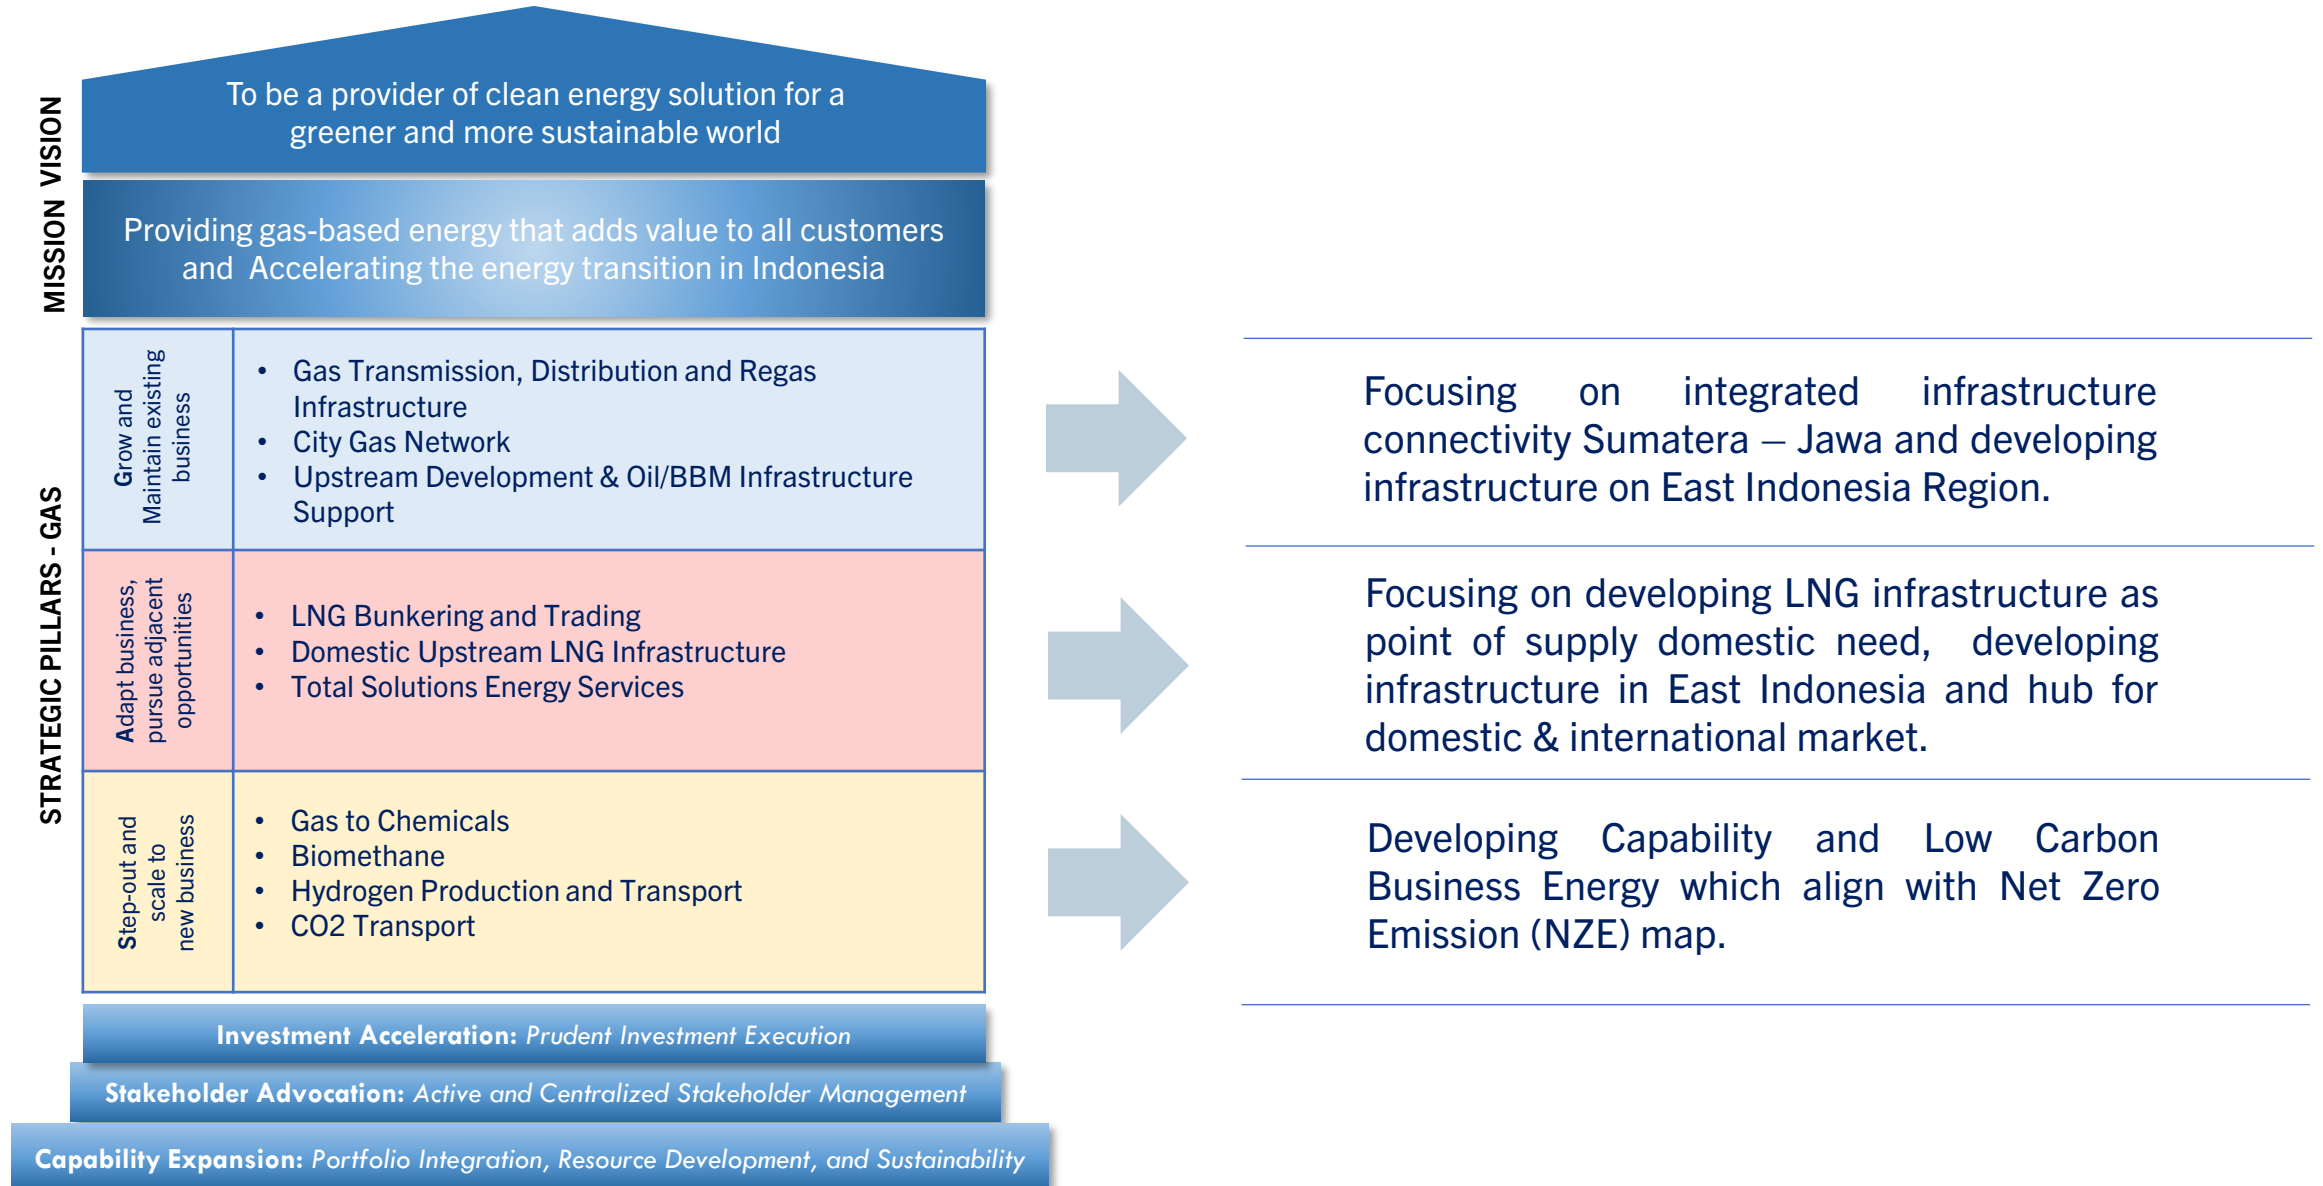 VISION
To be a provider of clean energy solution for a
greener and more sustainable world
MISSION
Providing gas-based energy that adds value to all customers
and Accelerating the energy transition in Indonesia
STRATEGIC PILLARS - GAS
Grow and
Maintain existing
business
• Gas Transmission, Distribution and Regas
Infrastructure
• City Gas Network
• Upstream Development & Oil/BBM Infrastructure
Support
Focusing on integrated infrastructure
connectivity Sumatera – Jawa and developing
infrastructure on East Indonesia Region.
Adapt business,
pursue adjacent
opportunities
• LNG Bunkering and Trading
• Domestic Upstream LNG Infrastructure
• Total Solutions Energy Services
Focusing on developing LNG infrastructure as
point of supply domestic need, developing
infrastructure in East Indonesia and hub for
domestic & international market.
Step-out and
scale to
new business
• Gas to Chemicals
• Biomethane
• Hydrogen Production and Transport
• CO2 Transport
Developing Capability and Low Carbon
Business Energy which align with Net Zero
Emission (NZE) map.
Investment Acceleration: Prudent Investment Execution
Stakeholder Advocation: Active and Centralized Stakeholder Management
Capability Expansion: Portfolio Integration, Resource Development, and Sustainability